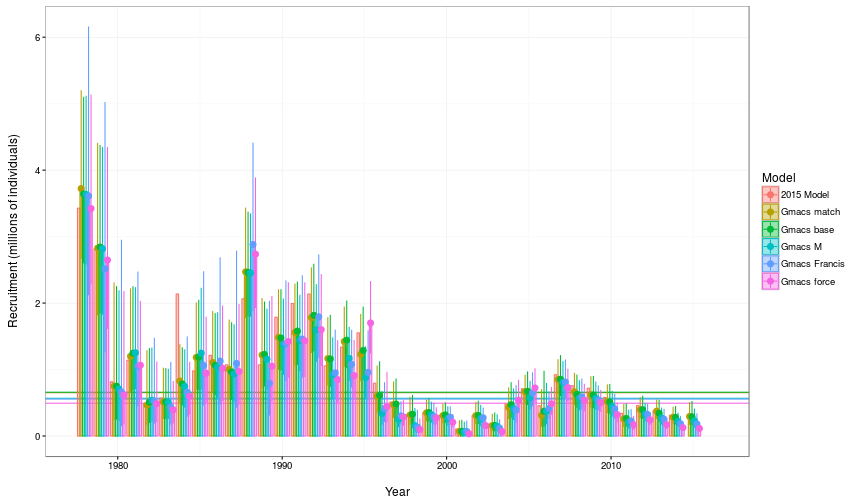 Recruitment (millions of individuals)
6
4
2
0
1980
1990
2000
2010
Year
Model
2015 Model
Gmacs match
Gmacs base
Gmacs M
Gmacs Francis
Gmacs force